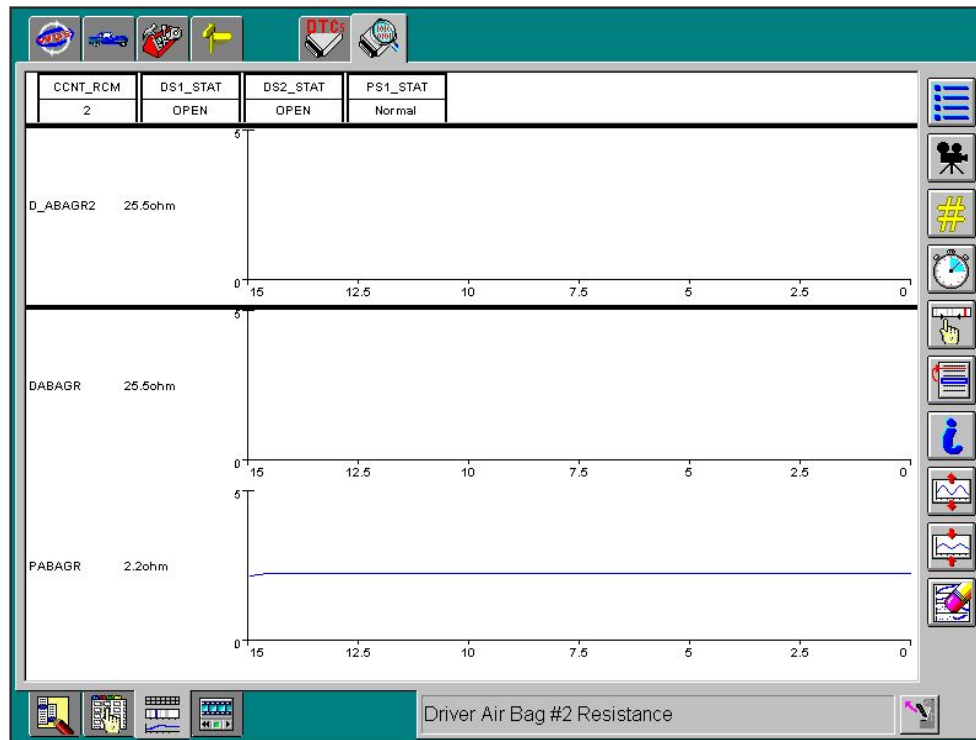 NGS
DTCs
CCNT_RCM DS1_STAT DS2_STAT PS1_STAT
2 OPEN OPEN Normal
5
D_ABAGR2 25.5ohm
0
15 12.5 10 7.5 5 2.5 0
5
DABAGR 25.5ohm
0
15 12.5 10 7.5 5 2.5 0
5
PABAGR 2.2ohm
0
15 12.5 10 7.5 5 2.5 0
Driver Air Bag #2 Resistance